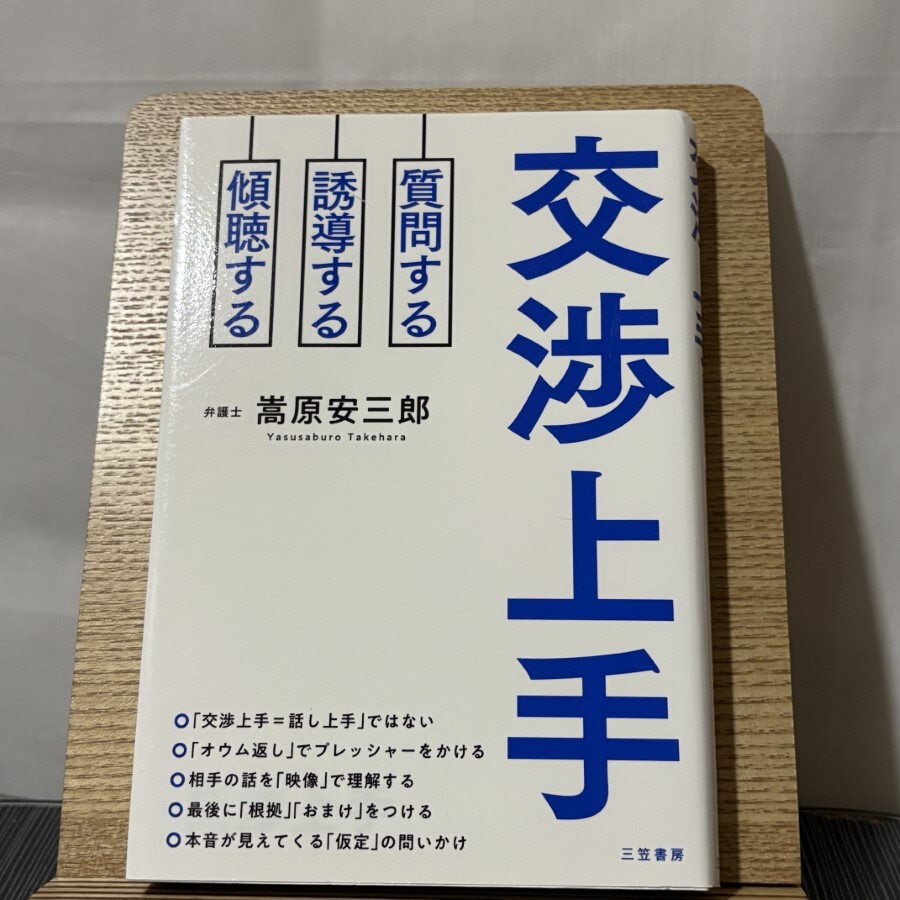 交渉上手
質問する
誘導する
傾聴する
弁護士 嵩原安三郎
Yasusaburo Takehara
「交渉上手=話し上手」ではない
「オウム返し」でプレッシャーをかける
相手の話を「映像」で理解する
最後に「根拠」「おまけ」をつける
本音が見えてくる「仮定」の問いかけ
三笠書房